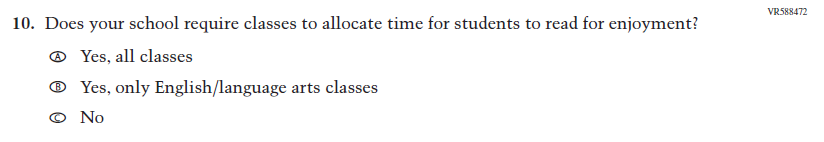 VR588472
10. Does your school require classes to allocate time for students to read for enjoyment?
A Yes, all classes
B Yes, only English/language arts classes
C No